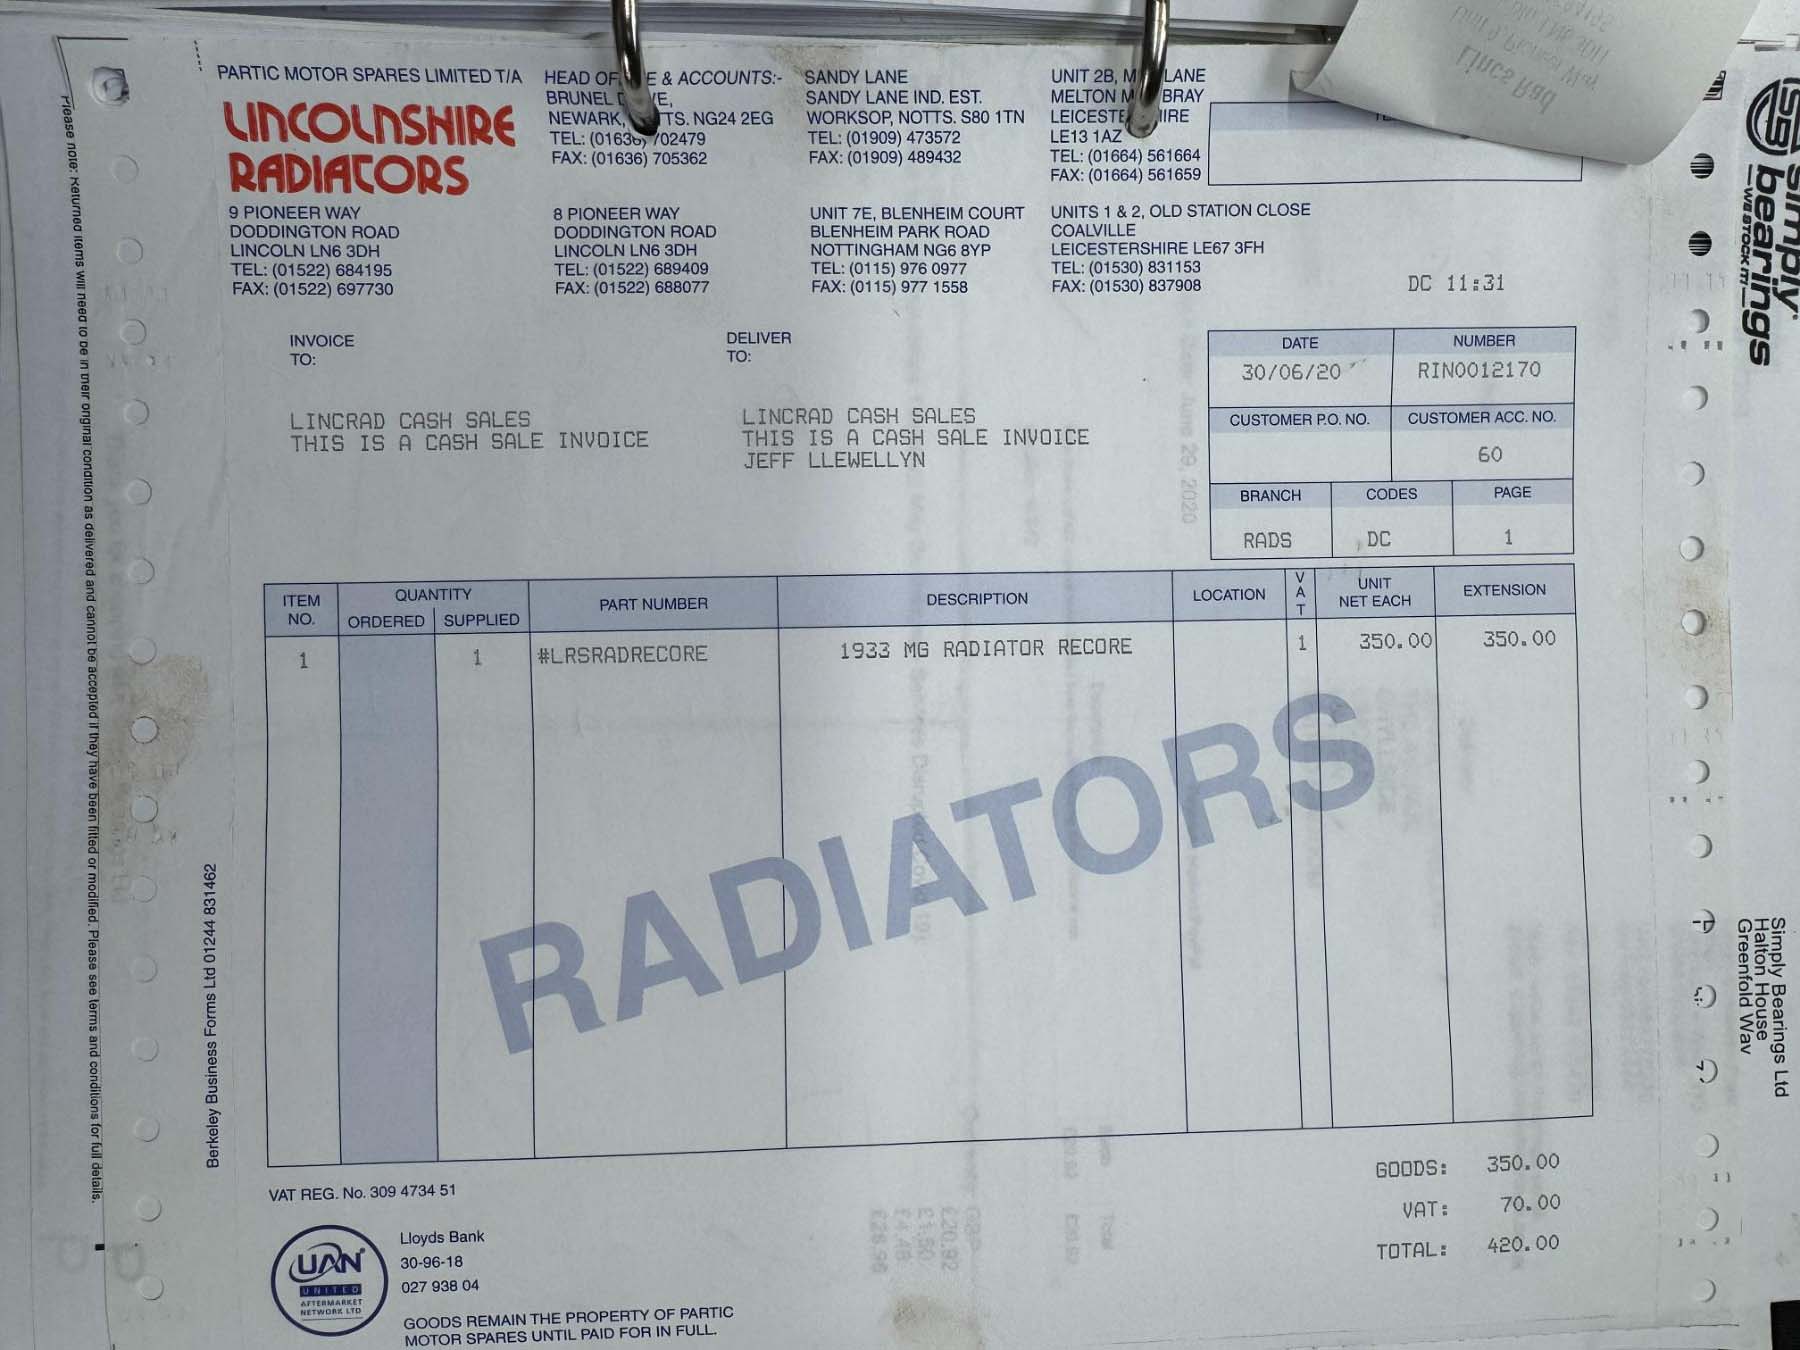 PARTIC MOTOR SPARES LIMITED T/A
LINCOLNSHIRE
RADIATORS
HEAD & ACCOUNTS:-
BRUNEL
NEWARK, NG24 2EG
TEL: (01636) 702479
FAX: (01636) 705362
SANDY LANE
SANDY LANE IND. EST.
WORKSOP, NOTTS. S80 1TN
TEL: (01909) 473572
FAX: (01909) 489432
UNIT 2B, LANE
MELTON BRAY
LE13 1AZ
TEL: (01664) 561664
FAX: (01664) 561659
9 PIONEER WAY
DODDINGTON ROAD
LINCOLN LN6 3DH
TEL: (01522) 684195
FAX: (01522) 697730
8 PIONEER WAY
DODDINGTON ROAD
LINCOLN LN6 3DH
TEL: (01522) 689409
FAX: (01522) 688077
UNIT 7E, BLENHEIM COURT
BLENHEIM PARK ROAD
NOTTINGHAM NG6 8YP
TEL: (0115) 976 0977
FAX: (0115) 977 1558
UNITS 1 & 2, OLD STATION CLOSE
COALVILLE
LEICESTERSHIRE LE67 3FH
TEL: (01530) 831153
FAX: (01530) 837908
DC 11:31
INVOICE
TO:
LINCRAD CASH SALES
THIS IS A CASH SALE INVOICE
DELIVER
TO:
LINCRAD CASH SALES
THIS IS A CASH SALE INVOICE
JEFF LLEWELLYN
DATE NUMBER
30/06/20 RIN0012170
CUSTOMER P.O. NO. CUSTOMER ACC. NO.
60
BRANCH CODES PAGE
RADS DC 1
ITEM NO. QUANTITY ORDERED SUPPLIED PART NUMBER DESCRIPTION LOCATION VAT UNIT NET EACH EXTENSION
1 1 #LRSRADRECORE 1933 MG RADIATOR RECORE 1 350.00 350.00
RADIATORS
GOODS: 350.00
VAT: 70.00
TOTAL: 420.00
VAT REG. No. 309 4734 51
UAN
UNITED
AFTERMARKET
NETWORK LTD
Lloyds Bank
30-96-18
027 938 04
GOODS REMAIN THE PROPERTY OF PARTIC
MOTOR SPARES UNTIL PAID FOR IN FULL.
Please note: Returned items will need to be in their original condition as delivered and cannot be accepted if they have been fitted or modified. Please see terms and conditions for full details.
Berkeley Business Forms Ltd 01244 831462
Lincs Rad
simply
bearings
WE STOCK IT!
Simply Bearings Ltd
Halton House
Greenfold Way
June 29, 2020